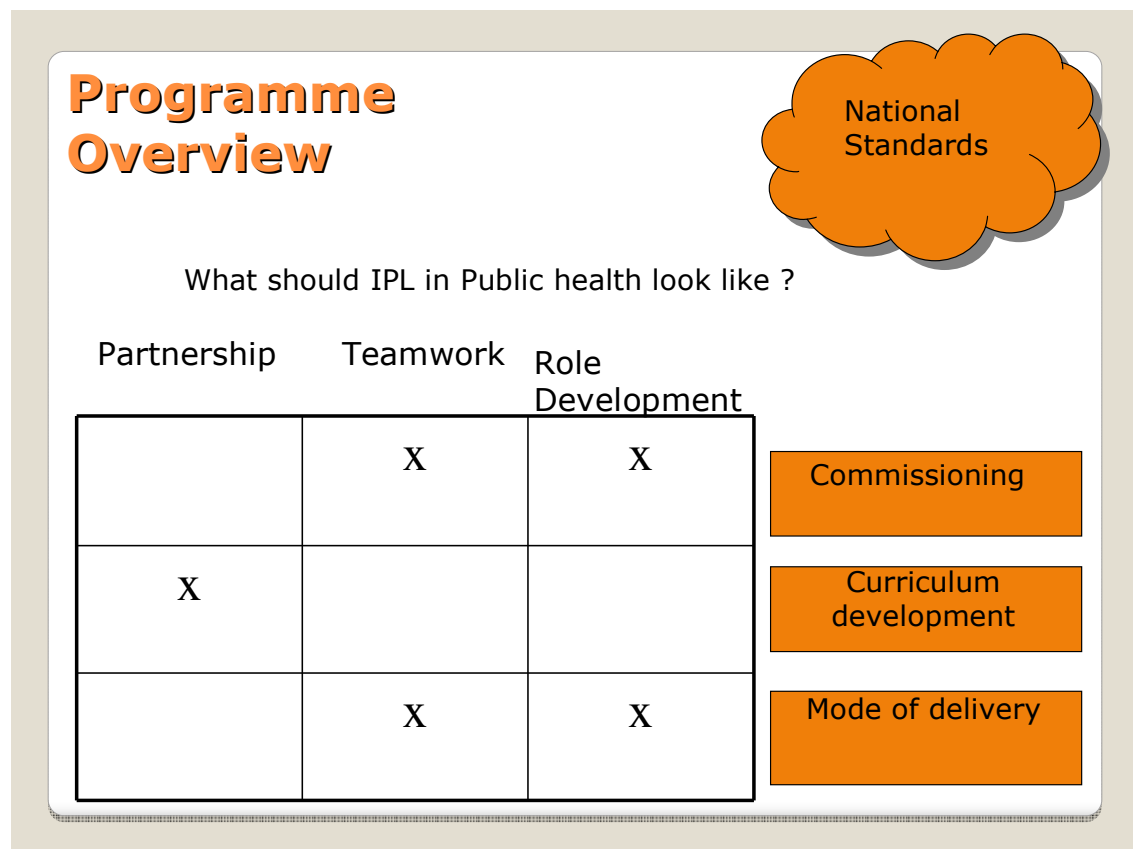 Programme
Overview
National
Standards
What should IPL in Public health look like ?
Partnership
Teamwork
Role
Development
X X
Commissioning
X
Curriculum
development
X X
Mode of delivery